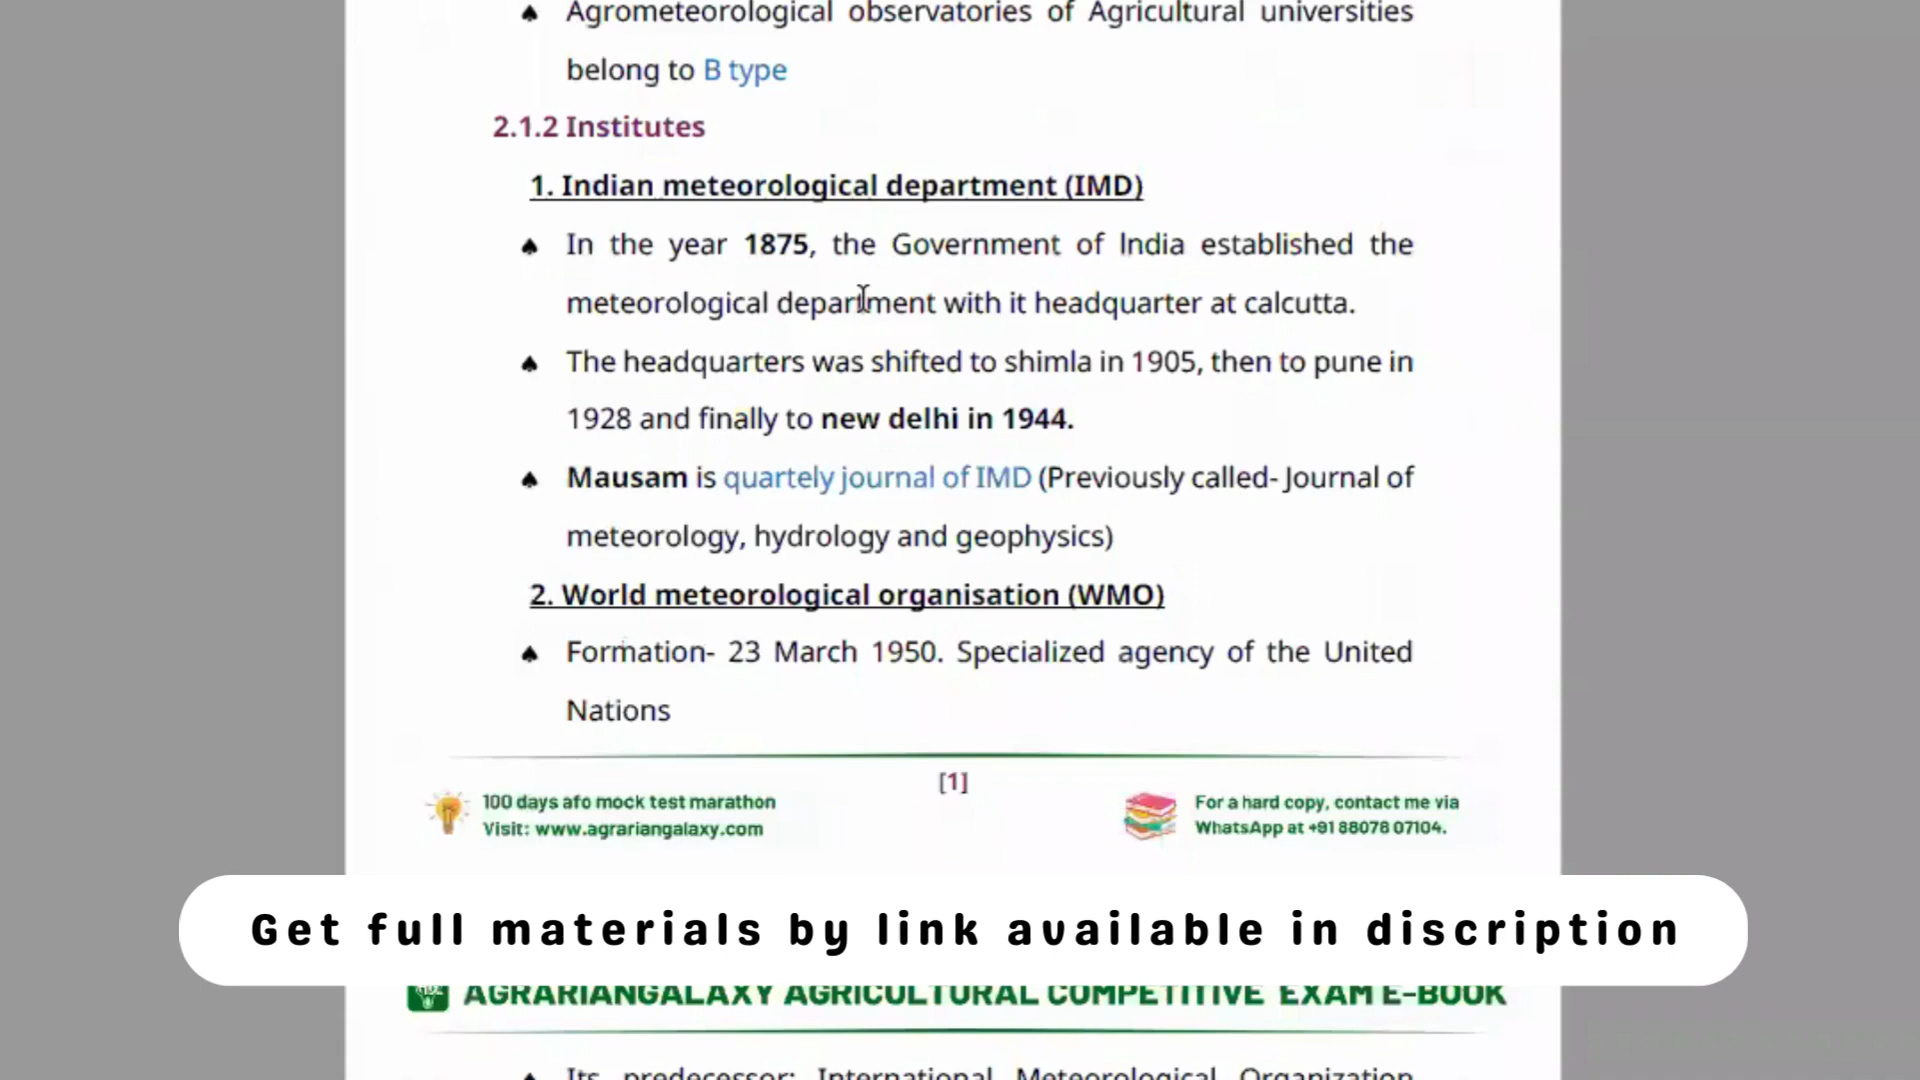 ♠ Agrometeorological observatories of Agricultural universities
belong to B type
2.1.2 Institutes
1. Indian meteorological department (IMD)
♠ In the year 1875, the Government of India established the
meteorological department with it headquarter at calcutta.
♠ The headquarters was shifted to shimla in 1905, then to pune in
1928 and finally to new delhi in 1944.
♠ Mausam is quartely journal of IMD (Previously called- Journal of
meteorology, hydrology and geophysics)
2. World meteorological organisation (WMO)
♠ Formation- 23 March 1950. Specialized agency of the United
Nations
[1]
100 days afo mock test marathon
Visit: www.agrariangalaxy.com
For a hard copy, contact me via
WhatsApp at +91 88078 07104.
Get full materials by link available in discription
AGRARIANGALAXY AGRICULTURAL COMPETITIVE EXAM E-BOOK
♠ Its predecessor: International Meteorological Organization